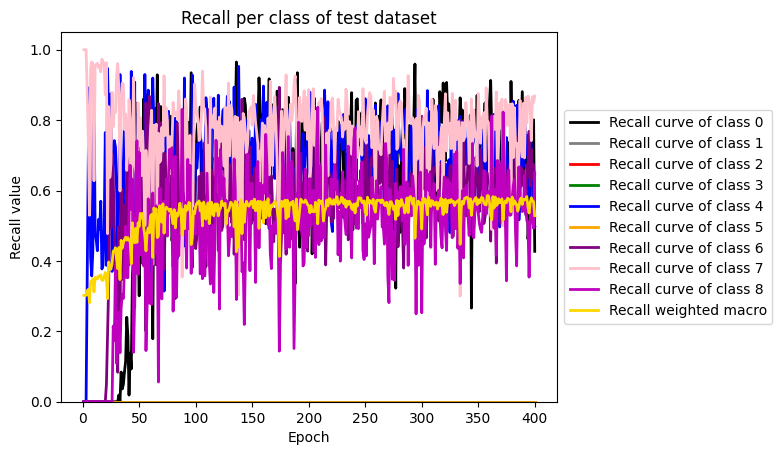 Recall per class of test dataset
Recall value
1.0
0.8
0.6
0.4
0.2
0.0
0
50
100
150
200
250
300
350
400
Epoch
Recall curve of class 0
Recall curve of class 1
Recall curve of class 2
Recall curve of class 3
Recall curve of class 4
Recall curve of class 5
Recall curve of class 6
Recall curve of class 7
Recall curve of class 8
Recall weighted macro